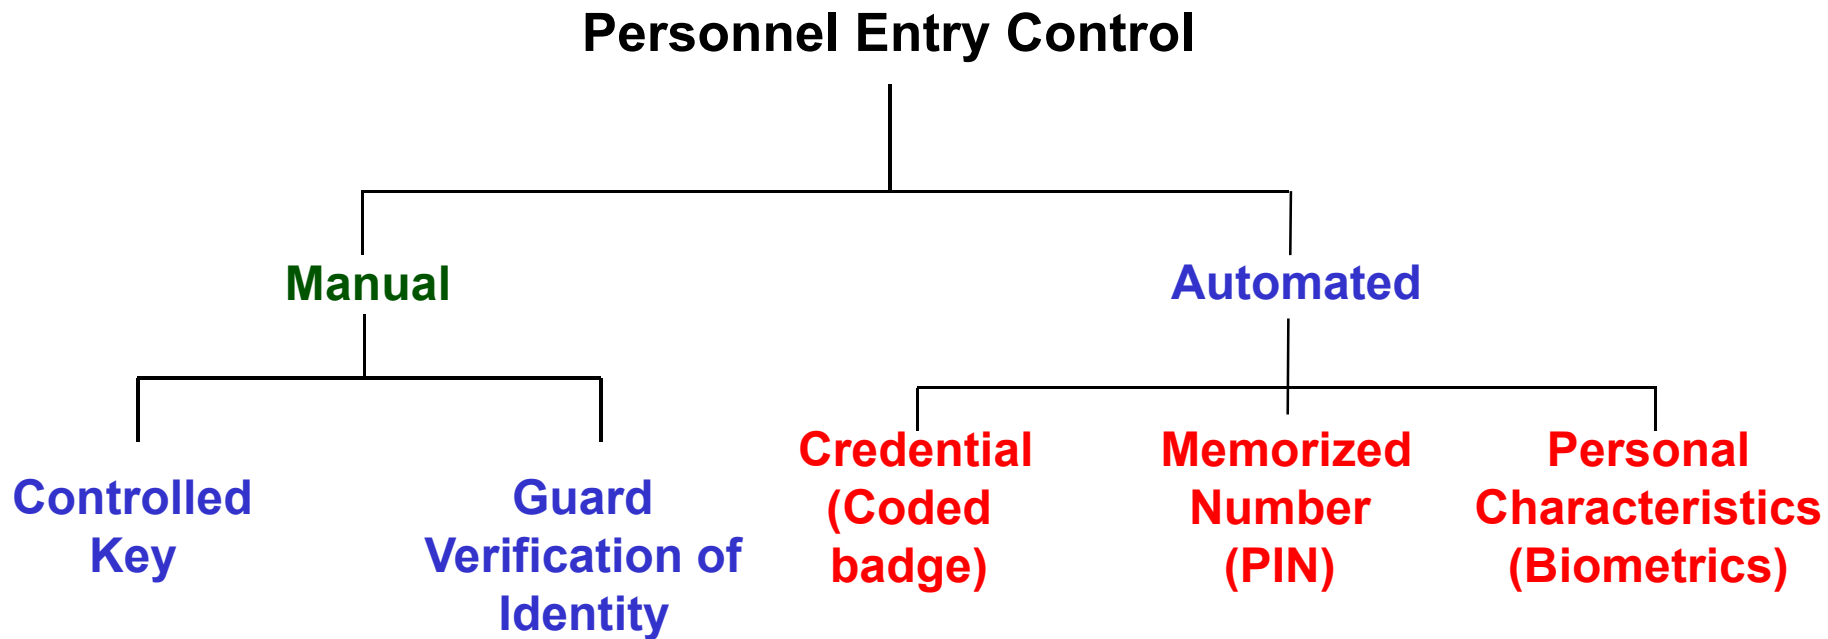 Personnel Entry Control
Manual
Automated
Controlled
Key
Guard
Verification of
Identity
Credential
(Coded
badge)
Memorized
Number
(PIN)
Personal
Characteristics
(Biometrics)